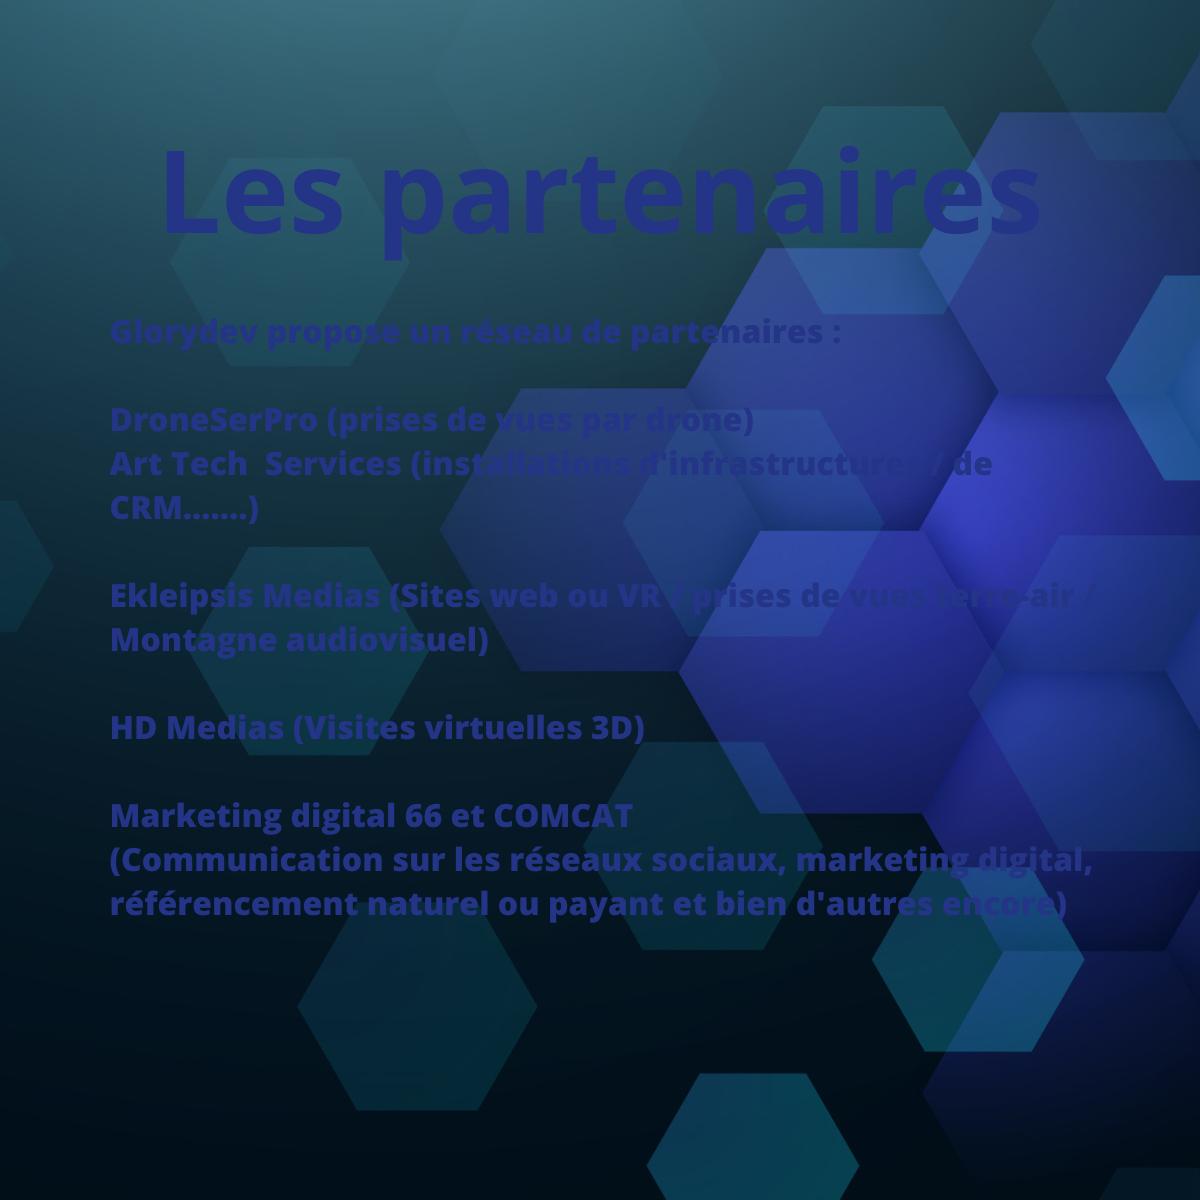 Les partenaires
Glorydev propose un réseau de partenaires :
DroneSerPro (prises de vues par drone)
Art Tech  Services (installations d'infrastructures / de
CRM.......)
Ekleipsis Medias (Sites web ou VR / prises de vues terre-air /
Montagne audiovisuel)
HD Medias (Visites virtuelles 3D)
Marketing digital 66 et COMCAT
(Communication sur les réseaux sociaux, marketing digital,
référencement naturel ou payant et bien d'autres encore)